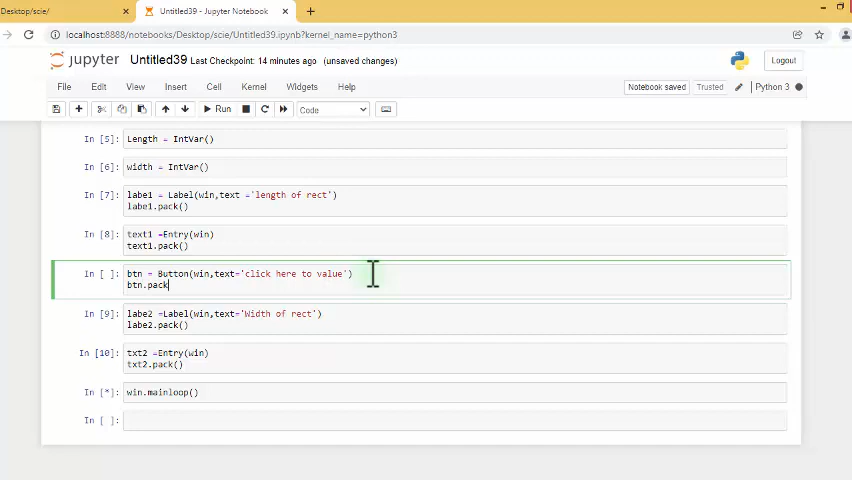 Desktop/scie/
Untitled39 - Jupyter Notebook
localhost:8888/notebooks/Desktop/scie/Untitled39.ipynb?kernel_name=python3
jupyter Untitled39 Last Checkpoint: 14 minutes ago (unsaved changes) Logout
File Edit View Insert Cell Kernel Widgets Help Notebook saved Trusted Python 3
Run Code
In [5]: Length = IntVar()
In [6]: width = IntVar()
In [7]: labe1 = Label(win,text ='length of rect')
labe1.pack()
In [8]: text1 =Entry(win)
text1.pack()
In [ ]: btn = Button(win,text='click here to value')
btn.pack
In [9]: labe2 =Label(win,text='Width of rect')
labe2.pack()
In [10]: txt2 =Entry(win)
txt2.pack()
In [*]: win.mainloop()
In [ ]: